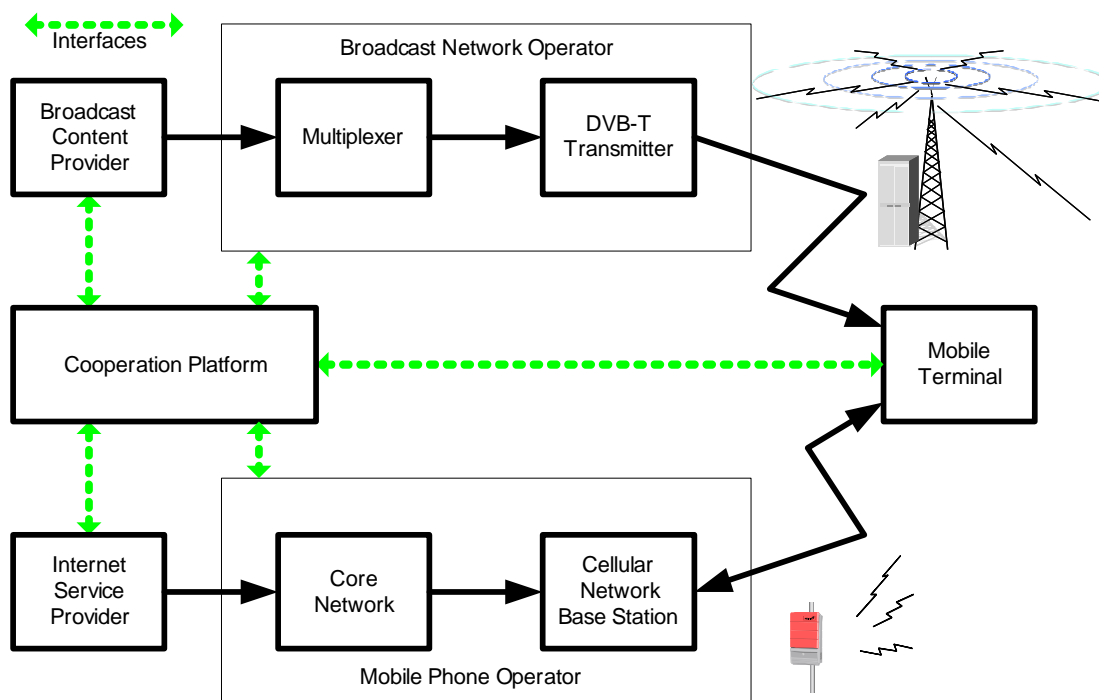 Interfaces
Broadcast Network Operator
Broadcast
Content
Provider
Multiplexer
DVB-T
Transmitter
Cooperation Platform
Mobile
Terminal
Internet
Service
Provider
Core
Network
Cellular
Network
Base Station
Mobile Phone Operator